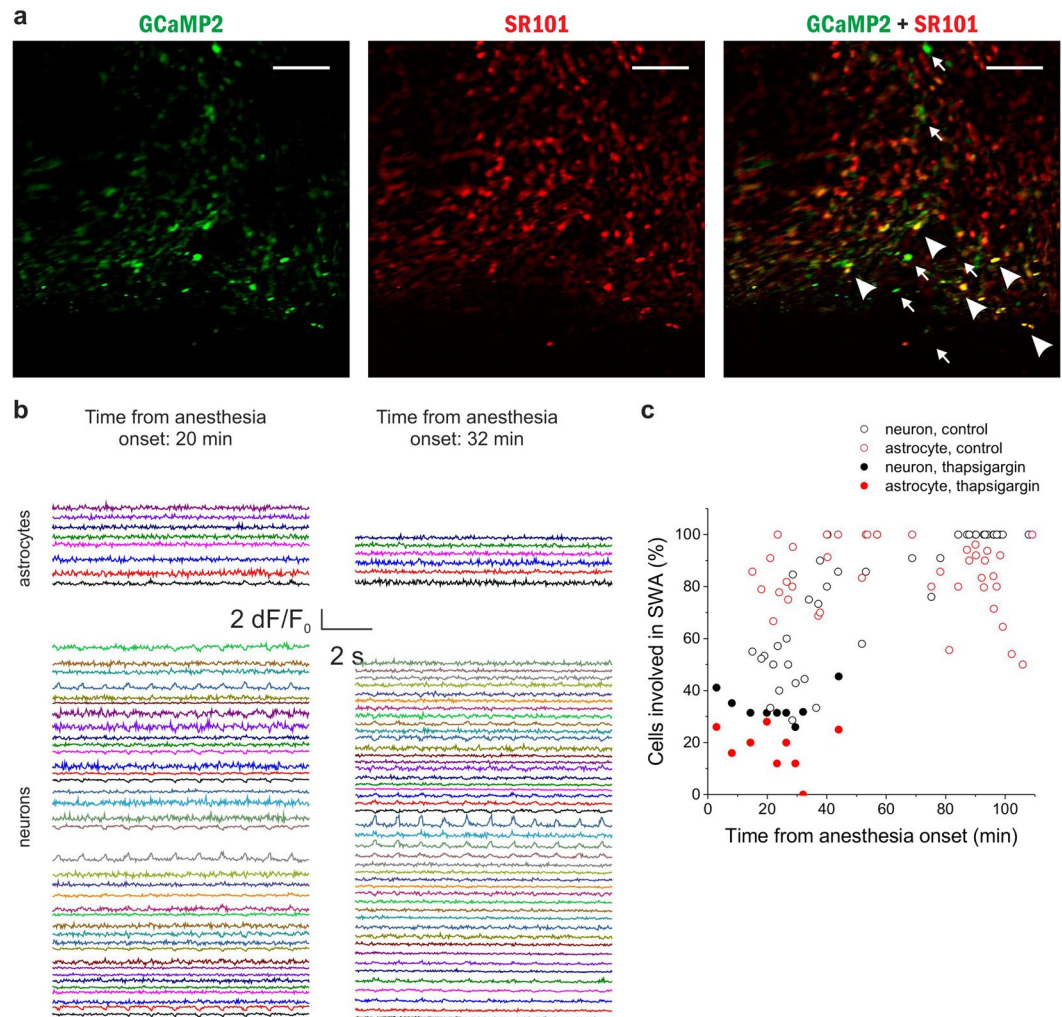 a
GCaMP2
SR101
GCaMP2 + SR101
b
Time from anesthesia
onset: 20 min
Time from anesthesia
onset: 32 min
astrocytes
2 dF/F0
2 s
neurons
c
neuron, control
astrocyte, control
neuron, thapsigargin
astrocyte, thapsigargin
Cells involved in SWA (%)
100
80
60
40
20
0
0 20 40 60 80 100
Time from anesthesia onset (min)